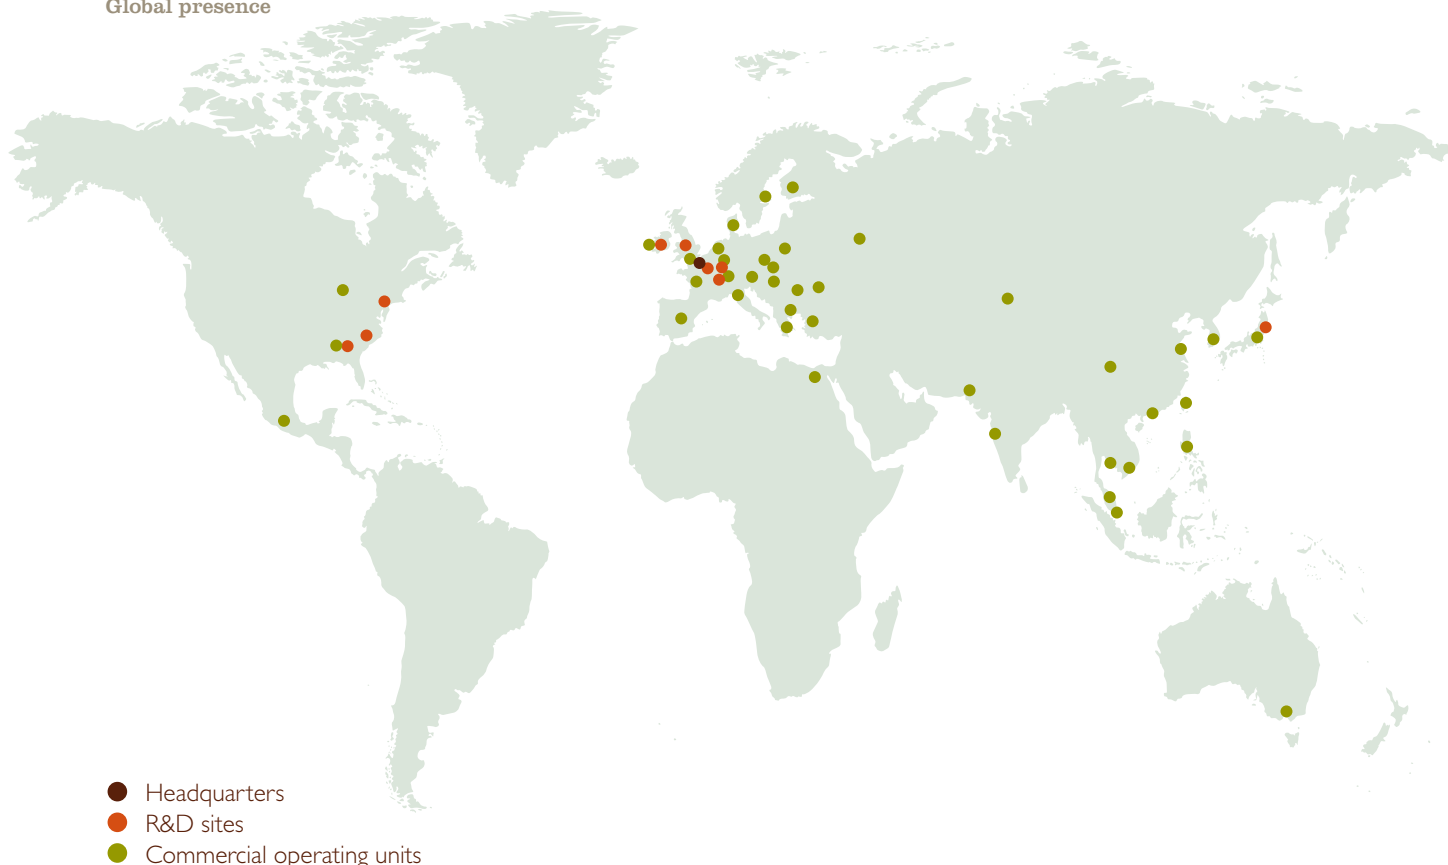 Global presence
Headquarters
R&D sites
Commercial operating units